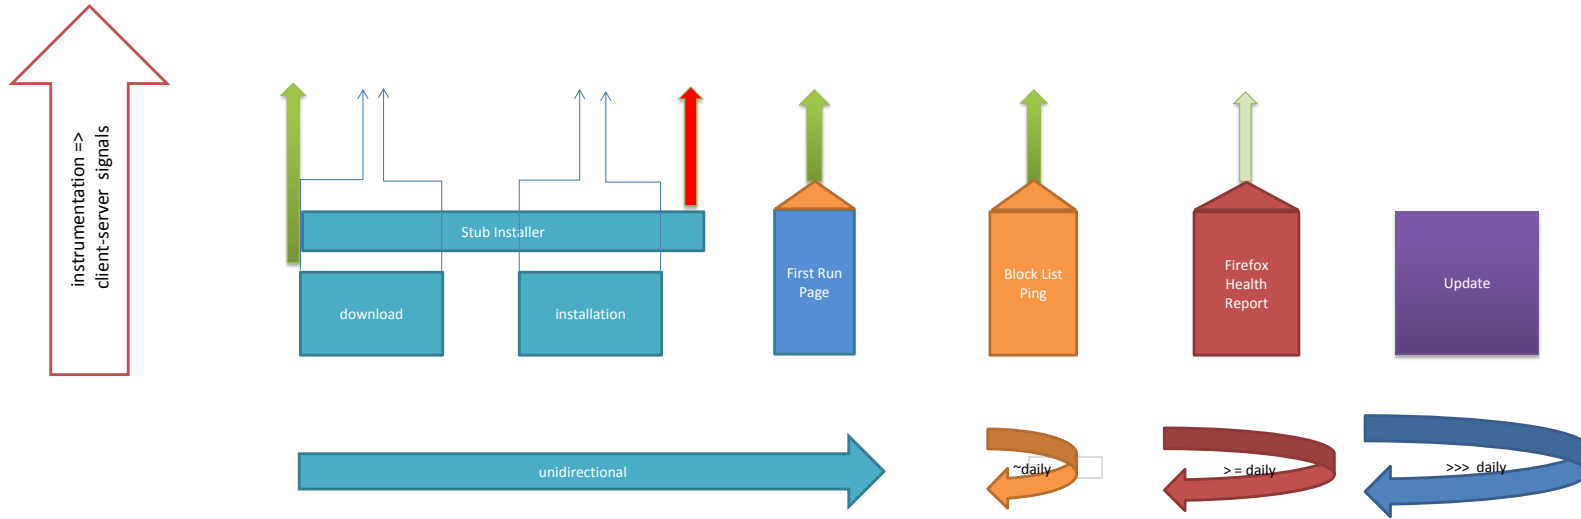 instrumentation =>
client-server signals
Stub Installer
download
installation
First Run
Page
Block List
Ping
Firefox
Health
Report
Update
unidirectional
~daily
> = daily
>>> daily